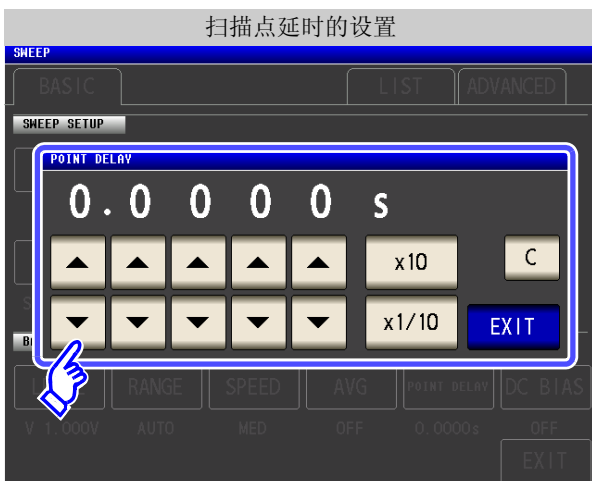 扫描点延时的设置
SWEEP
BASIC LIST ADVANCED
SWEEP SETUP
POINT DELAY
0.0000 s
x10 C
x1/10 EXIT
RANGE SPEED AVG POINT DELAY DC BIAS
V 1.000V AUTO MED OFF 0.0000s OFF
EXIT